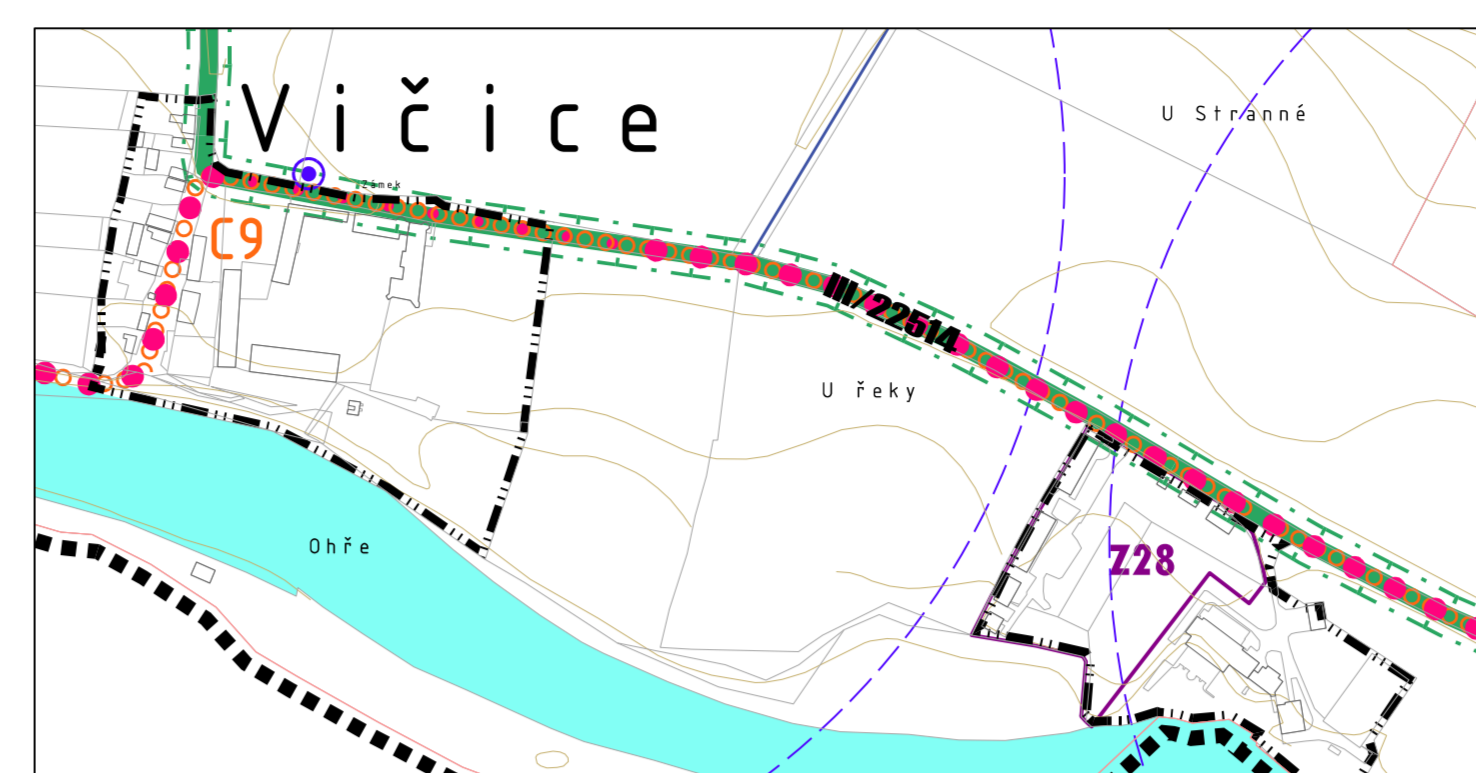 Vičice
U Stranné
Zámek
C9
III/22514
U řeky
Ohře
Z28